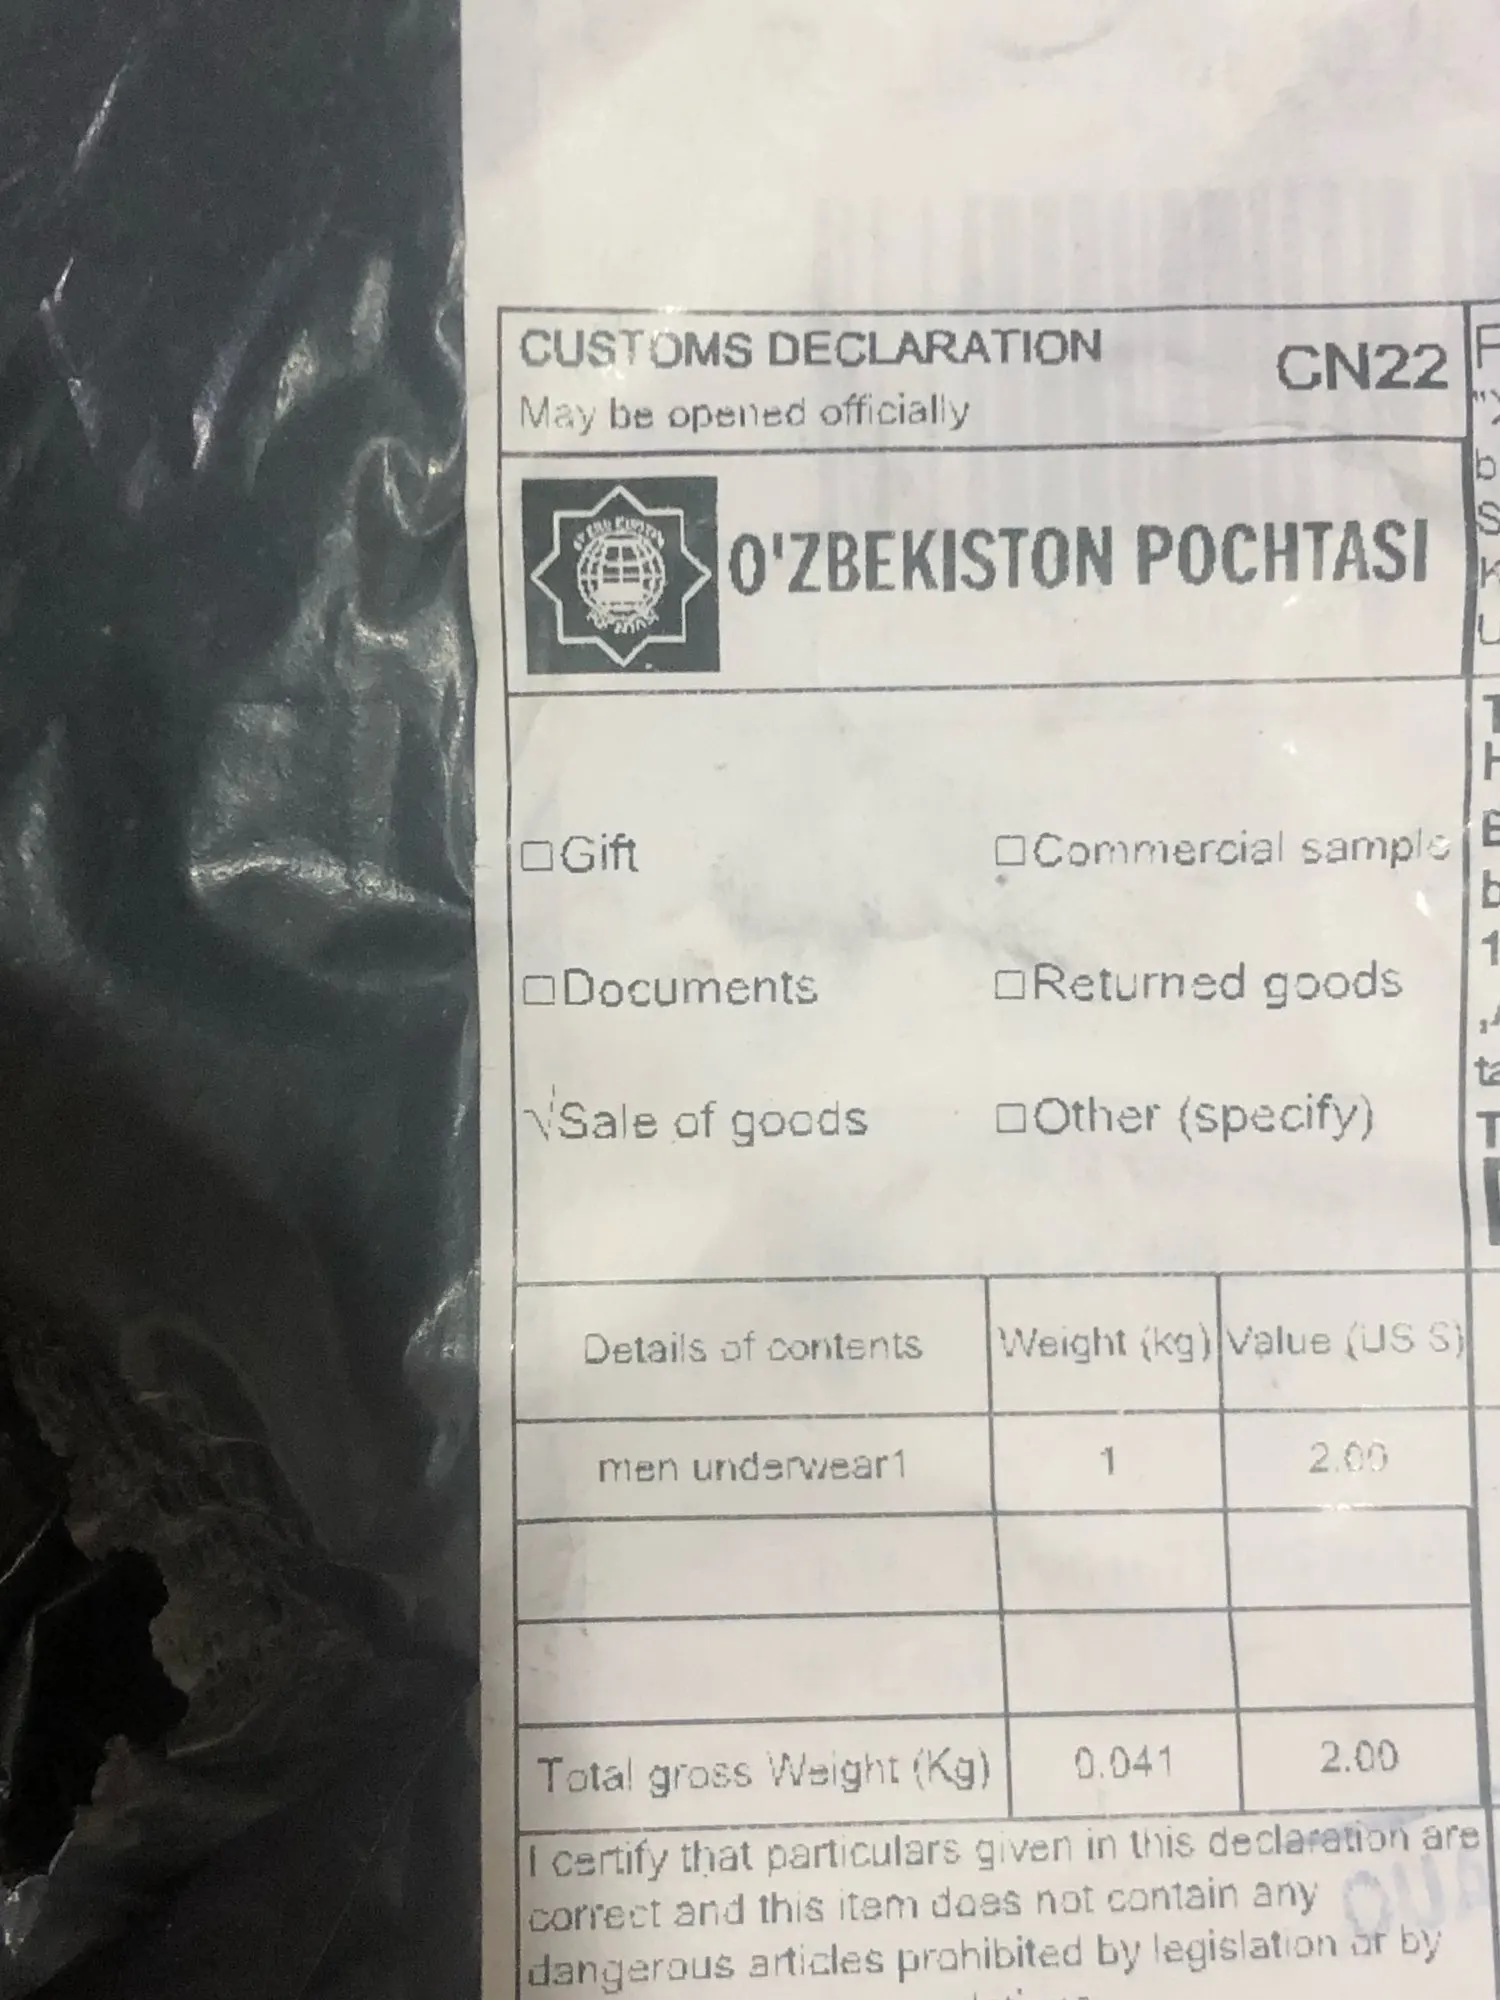 CUSTOMS DECLARATION
CN22
May be opened officially
O'ZBEKISTON POCHTASI
□Gift
□Commercial sample
□Documents
□Returned goods
√Sale of goods
□Other (specify)
Details of contents
Weight (kg)
Value (US $)
men underwear1
1
2.00
Total gross Weight (Kg)
0.041
2.00
I certify that particulars given in this declaration are
correct and this item does not contain any
dangerous articles prohibited by legislation or by